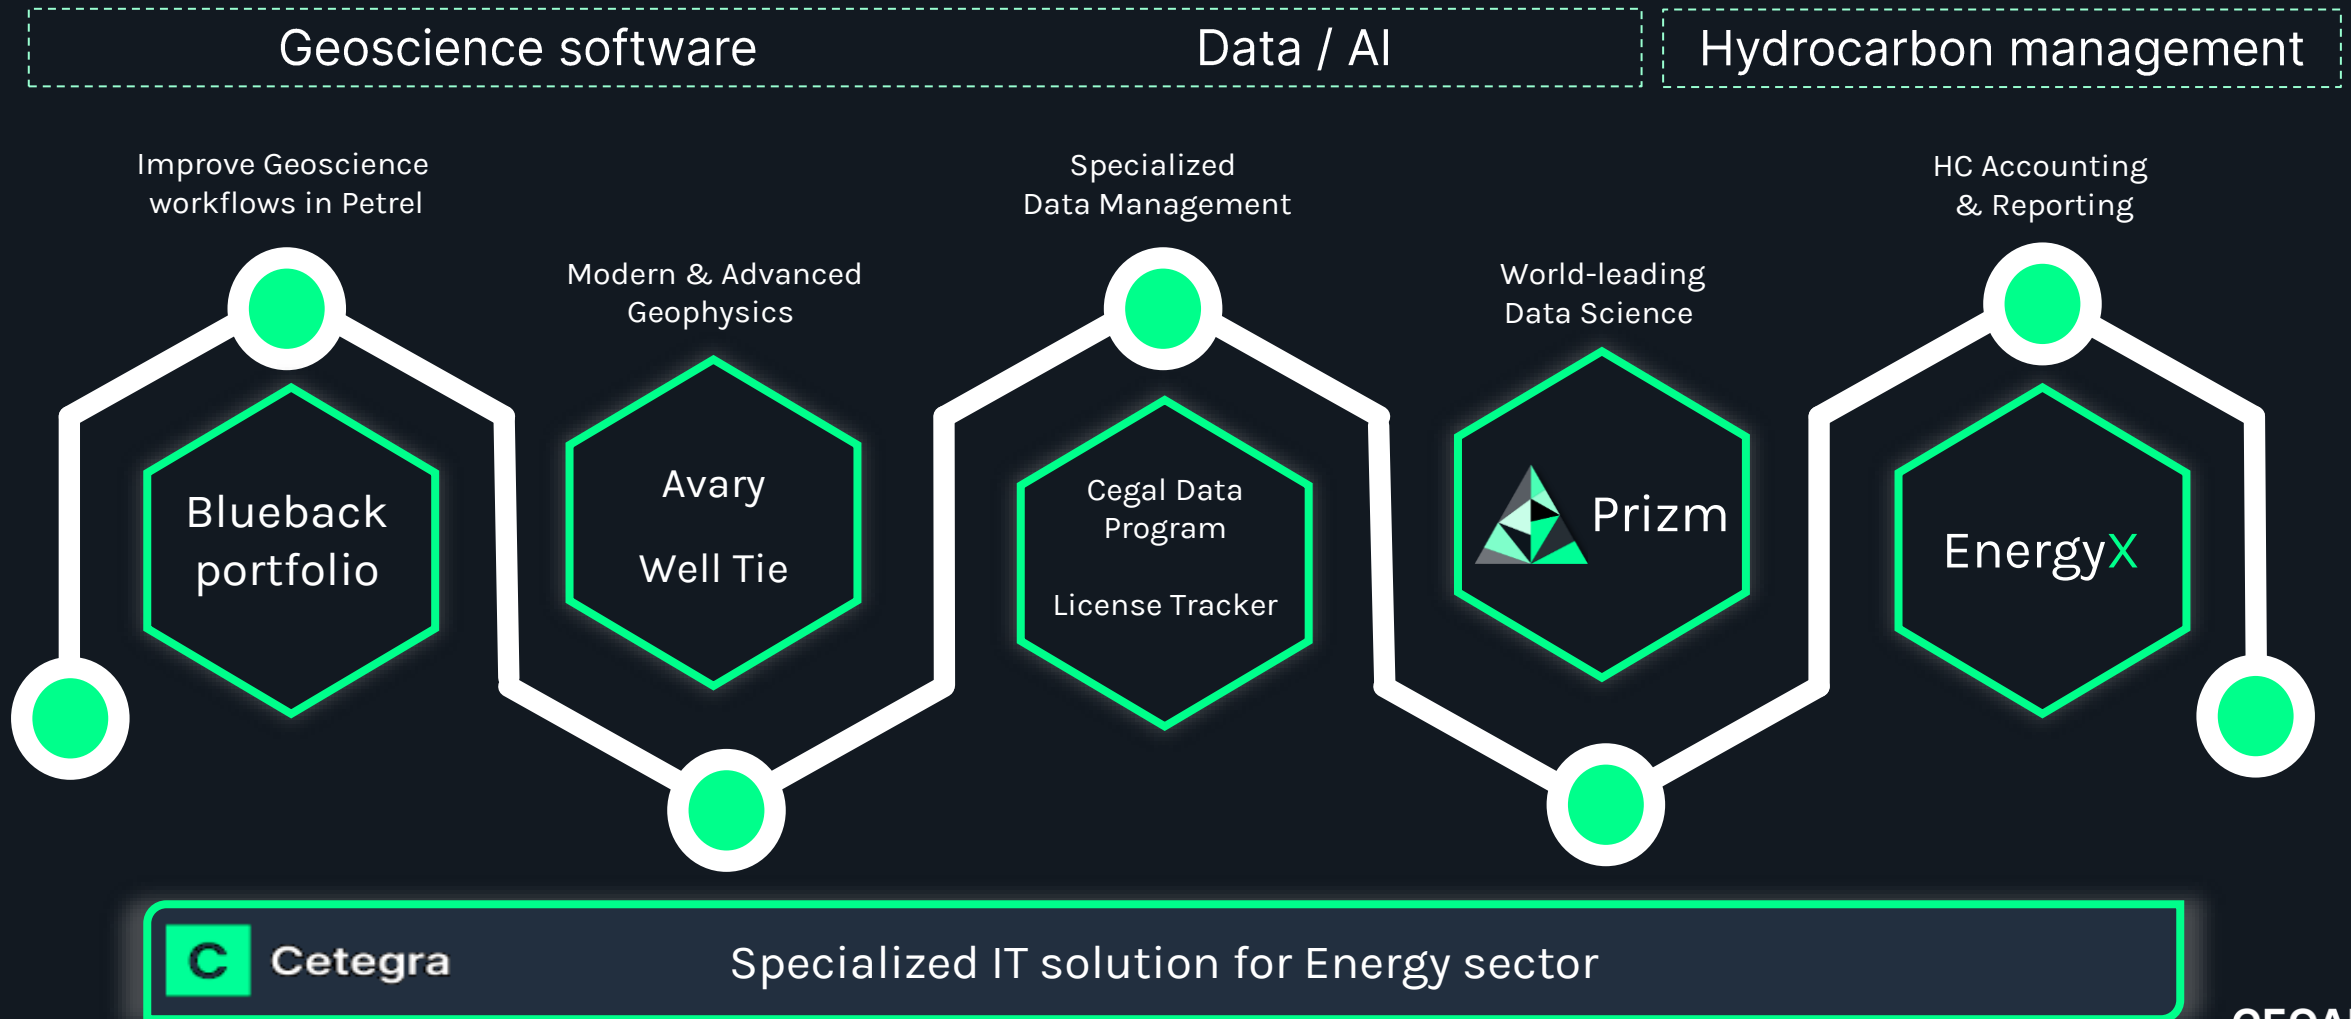 Geoscience software
Data / AI
Hydrocarbon management
Improve Geoscience
workflows in Petrel
Modern & Advanced
Geophysics
Specialized
Data Management
World-leading
Data Science
HC Accounting
& Reporting
Blueback
portfolio
Avary
Well Tie
Cegal Data
Program
License Tracker
Prizm
EnergyX
C Cetegra
Specialized IT solution for Energy sector